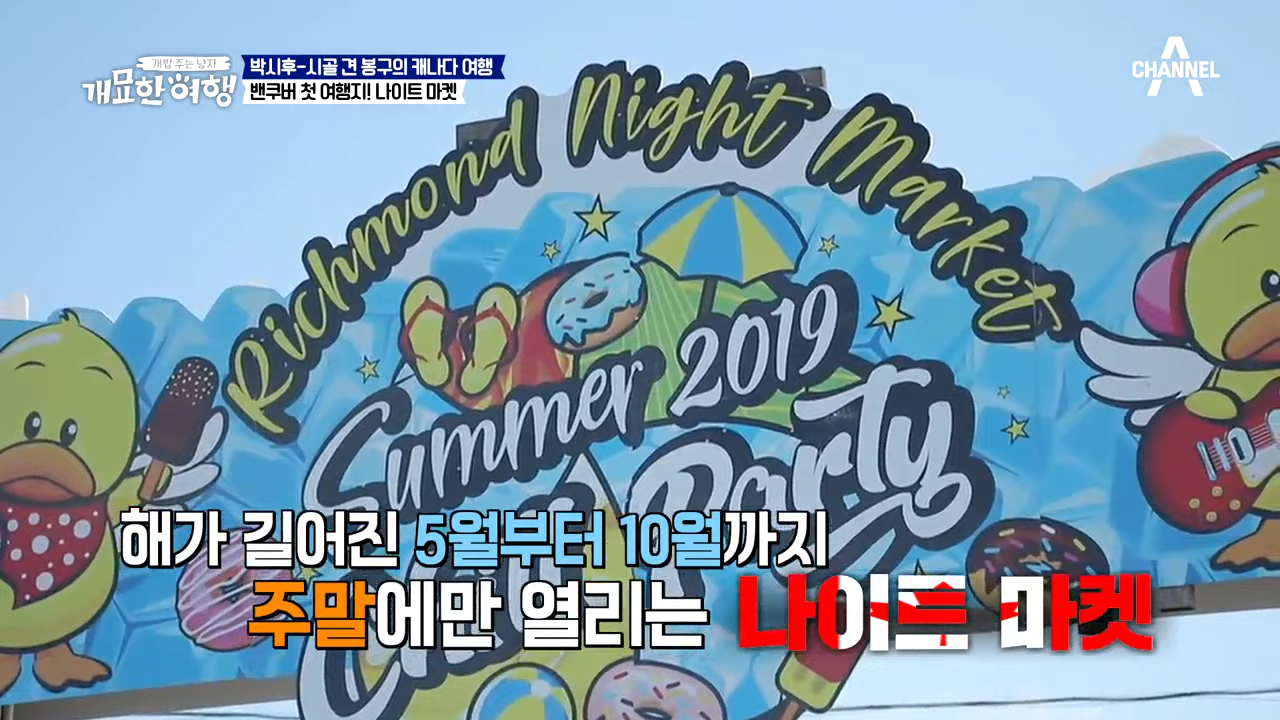 개밥 주는 남자
개묘한 여행
박시후-시골 견 봉구의 캐나다 여행
밴쿠버 첫 여행지! 나이트 마켓
CHANNEL A
Richmond Night Market
Summer 2019
Chill Party
해가 길어진 5월부터 10월까지
주말에만 열리는 나이트 마켓